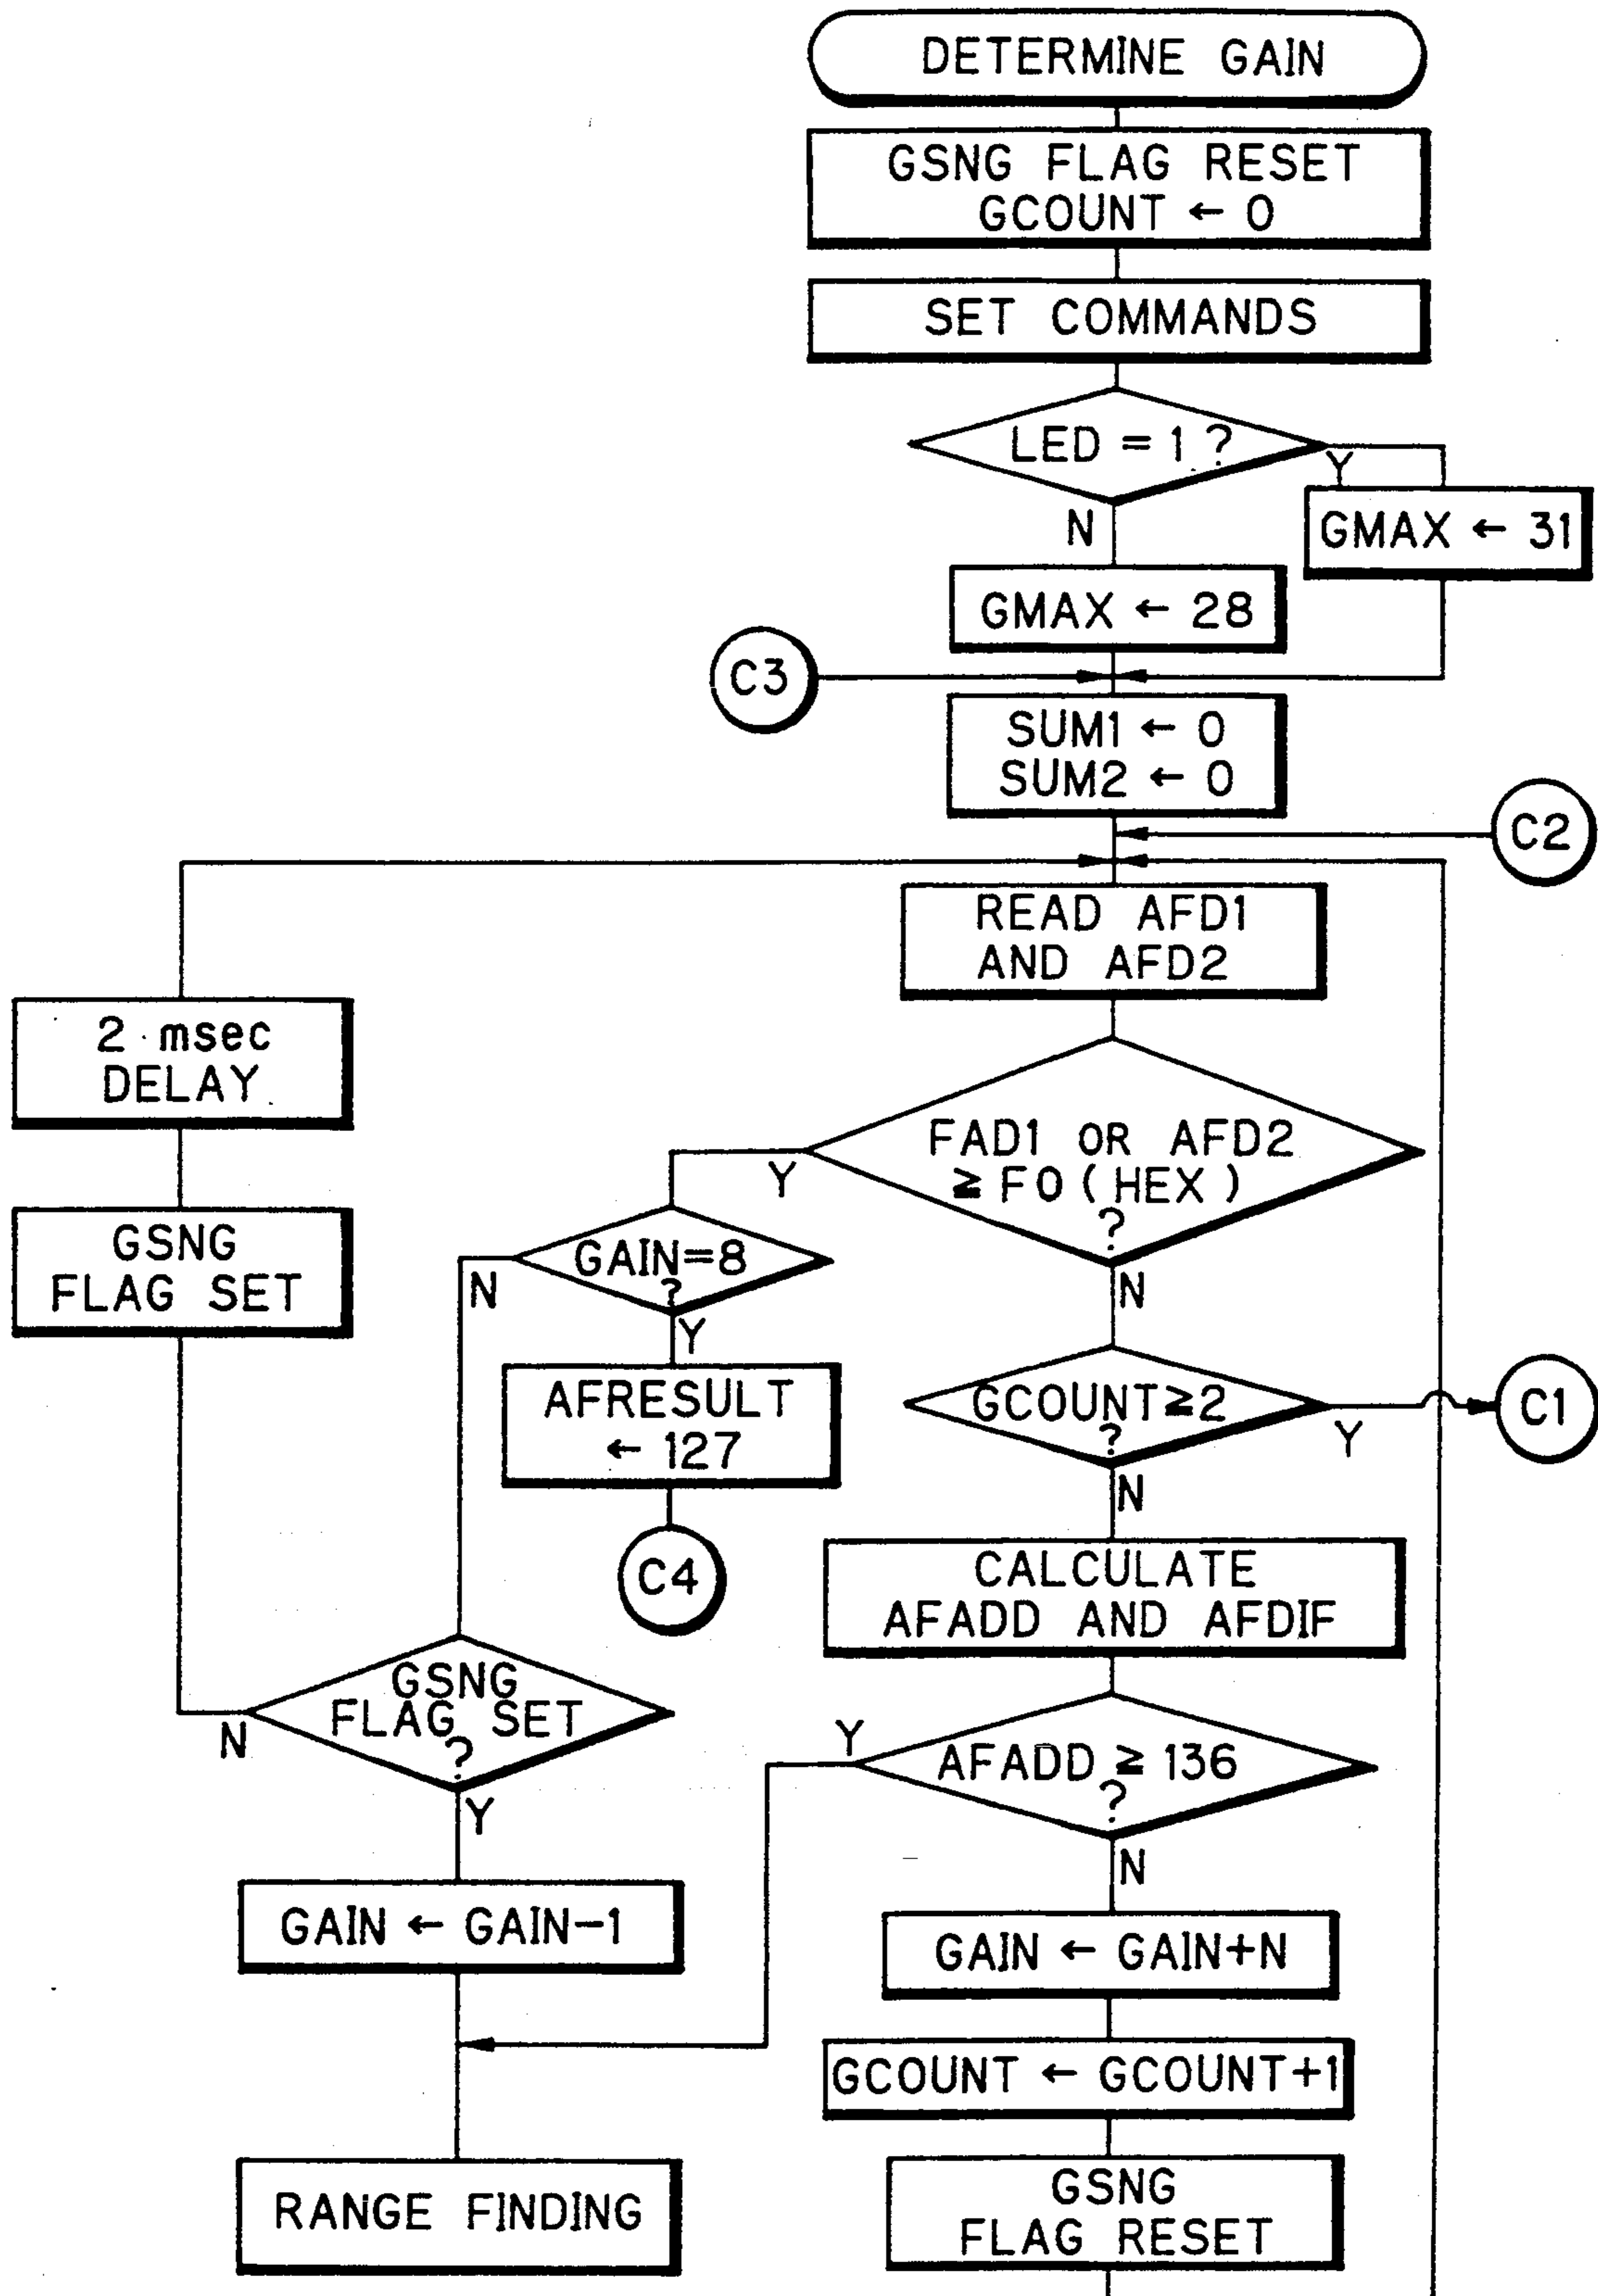 DETERMINE GAIN
GSNG FLAG RESET
GCOUNT ← 0
SET COMMANDS
LED = 1 ?
Y
N
GMAX ← 31
GMAX ← 28
C3
SUM1 ← 0
SUM2 ← 0
C2
READ AFD1
AND AFD2
2 msec
DELAY
FAD1 OR AFD2
≧ F0 ( HEX )
?
Y
N
GSNG
FLAG SET
GAIN=8
?
N
Y
AFRESULT
← 127
C4
GCOUNT≧2
?
Y
N
C1
CALCULATE
AFADD AND AFDIF
GSNG
FLAG SET
?
N
Y
AFADD ≧ 136
?
Y
N
GAIN ← GAIN-1
GAIN ← GAIN+N
GCOUNT ← GCOUNT+1
RANGE FINDING
GSNG
FLAG RESET